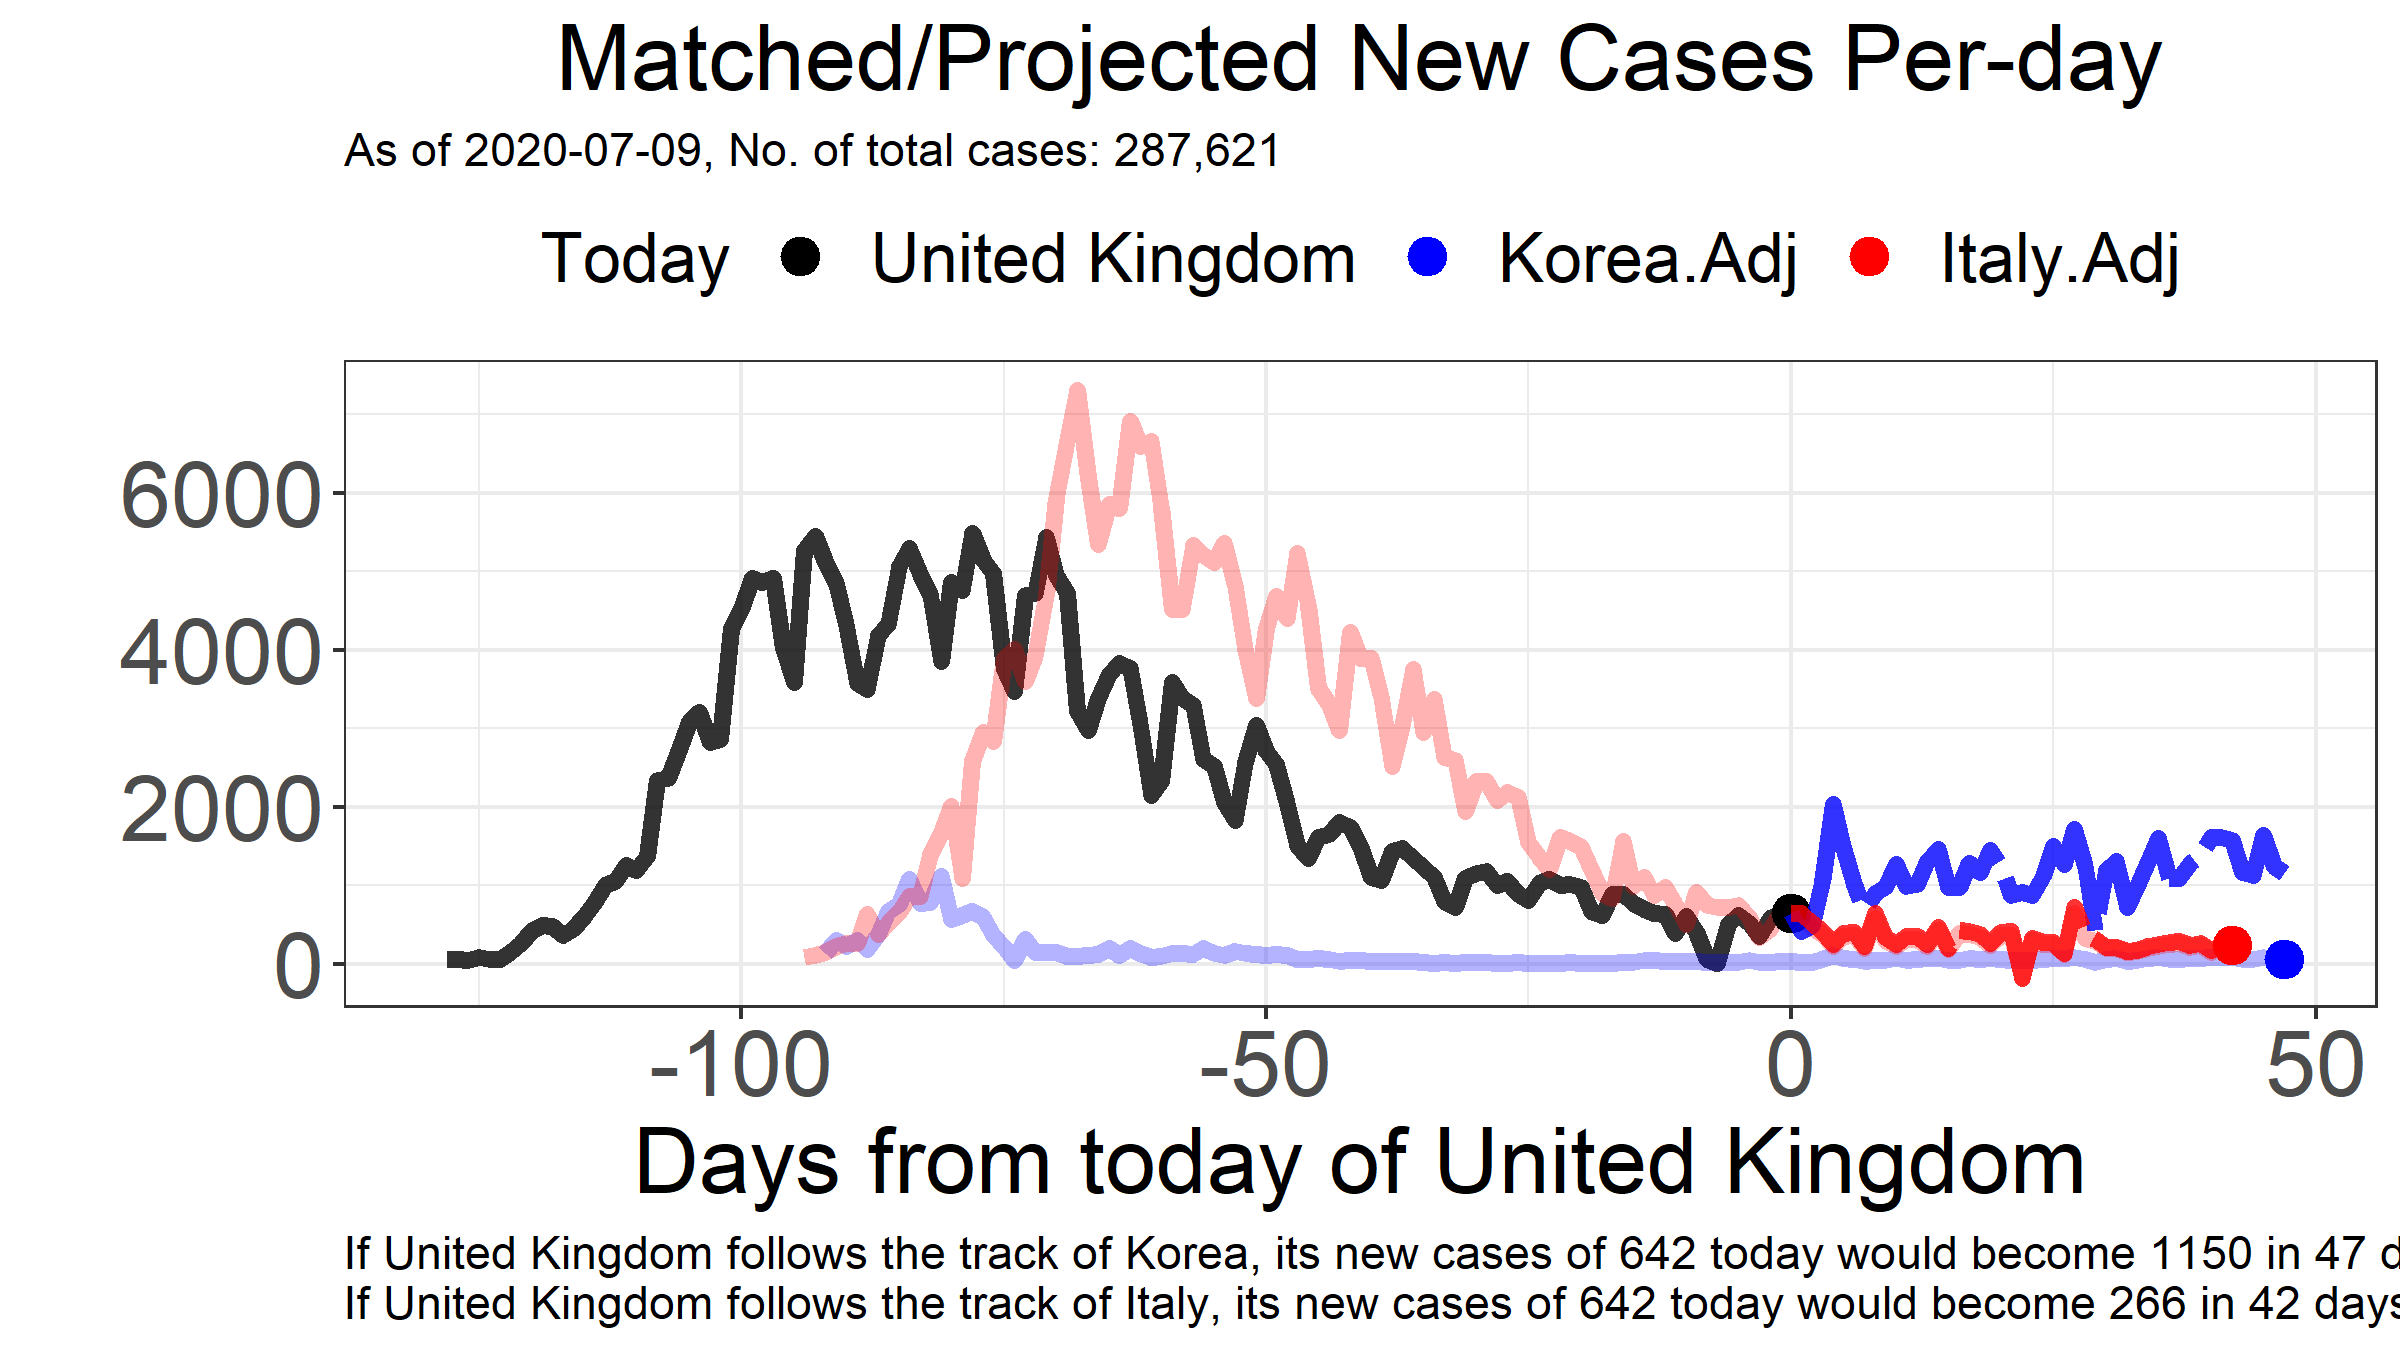 Matched/Projected New Cases Per-day
As of 2020-07-09, No. of total cases: 287,621
Today United Kingdom Korea.Adj Italy.Adj
6000
4000
2000
0
-100 -50 0 50
Days from today of United Kingdom
If United Kingdom follows the track of Korea, its new cases of 642 today would become 1150 in 47 d
If United Kingdom follows the track of Italy, its new cases of 642 today would become 266 in 42 days